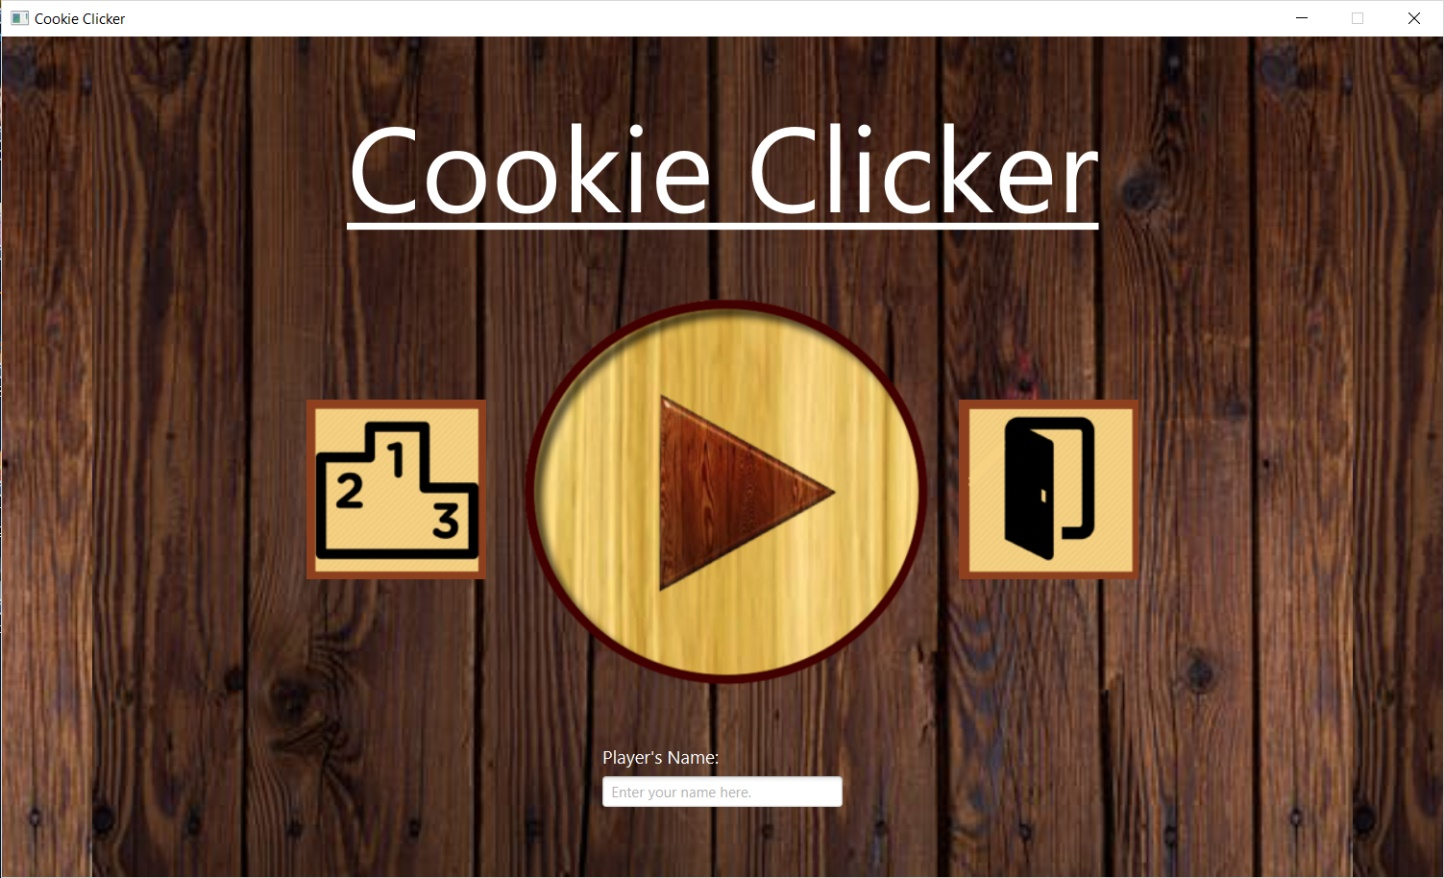 Cookie Clicker
Cookie Clicker
1
2
3
Player's Name:
Enter your name here.